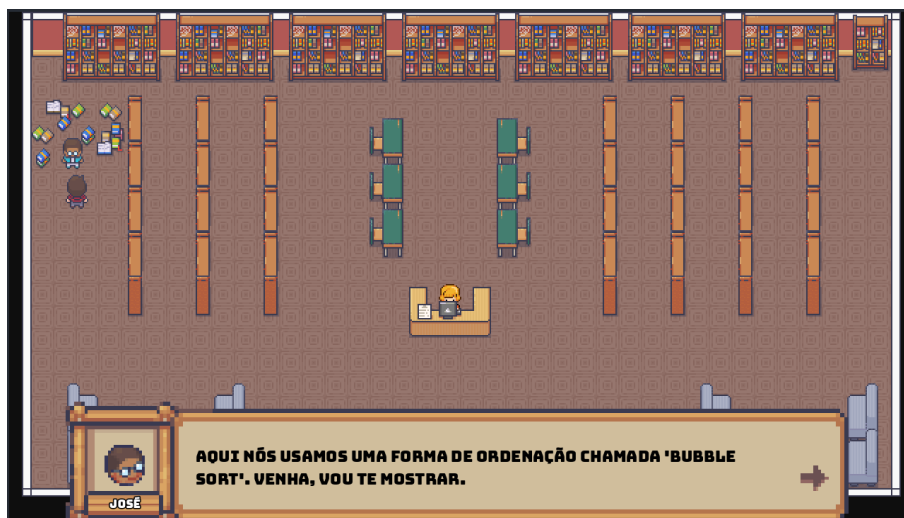 AQUI NÓS USAMOS UMA FORMA DE ORDENAÇÃO CHAMADA 'BUBBLE
SORT'. VENHA, VOU TE MOSTRAR.
JOSÉ